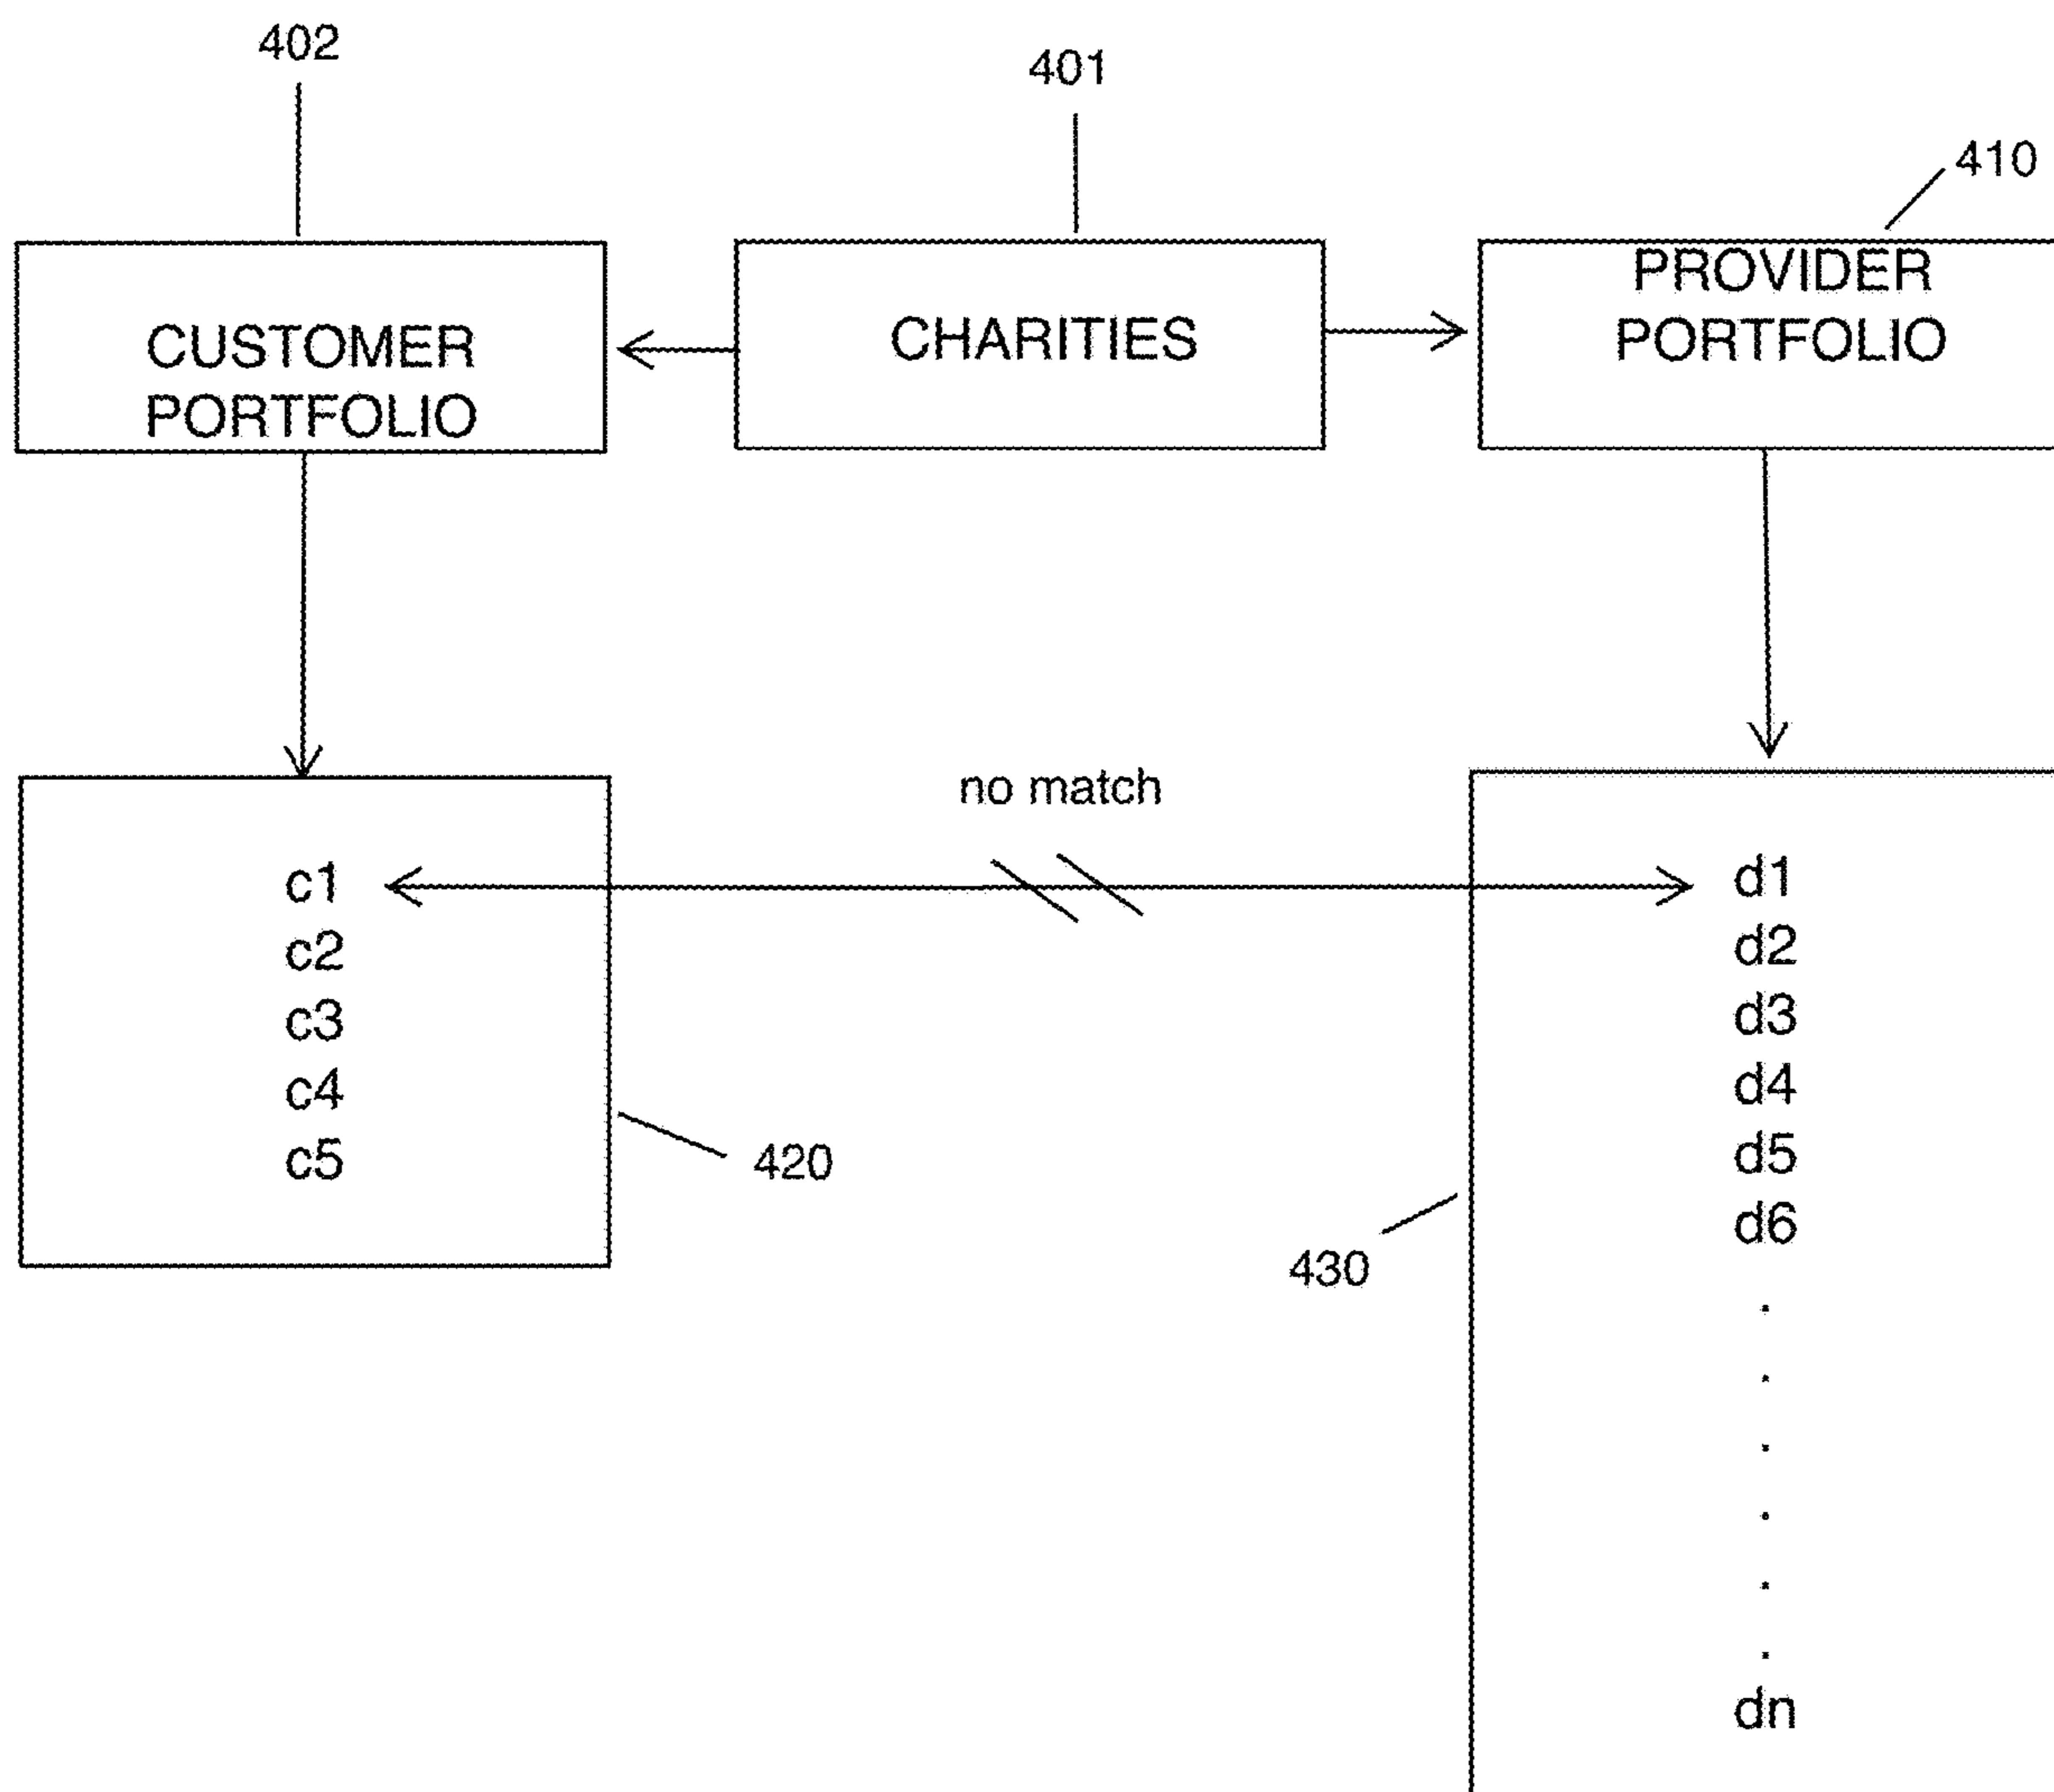 402
401
410
CUSTOMER
PORTFOLIO
CHARITIES
PROVIDER
PORTFOLIO
no match
c1
c2
c3
c4
c5
420
d1
d2
d3
d4
d5
d6
.
.
.
.
.
.
dn
430